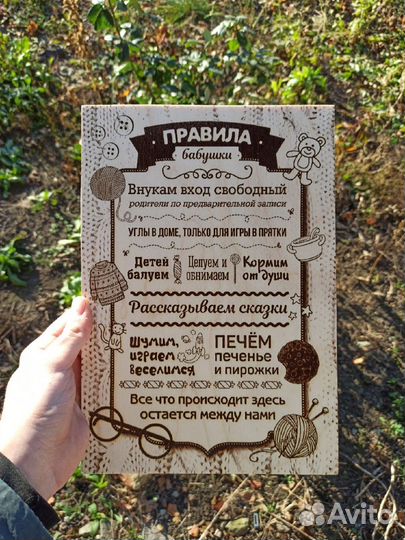 ПРАВИЛА
бабушки
Внукам вход свободный
родители по предварительной записи
УГЛЫ В ДОМЕ, ТОЛЬКО ДЛЯ ИГРЫ В ПРЯТКИ
Детей балуем
Целуем и обнимаем
Кормим от души
Рассказываем сказки
Шумим,
играем
веселимся
ПЕЧЁМ
печенье
и пирожки
Все что происходит здесь
остается между нами
Avito